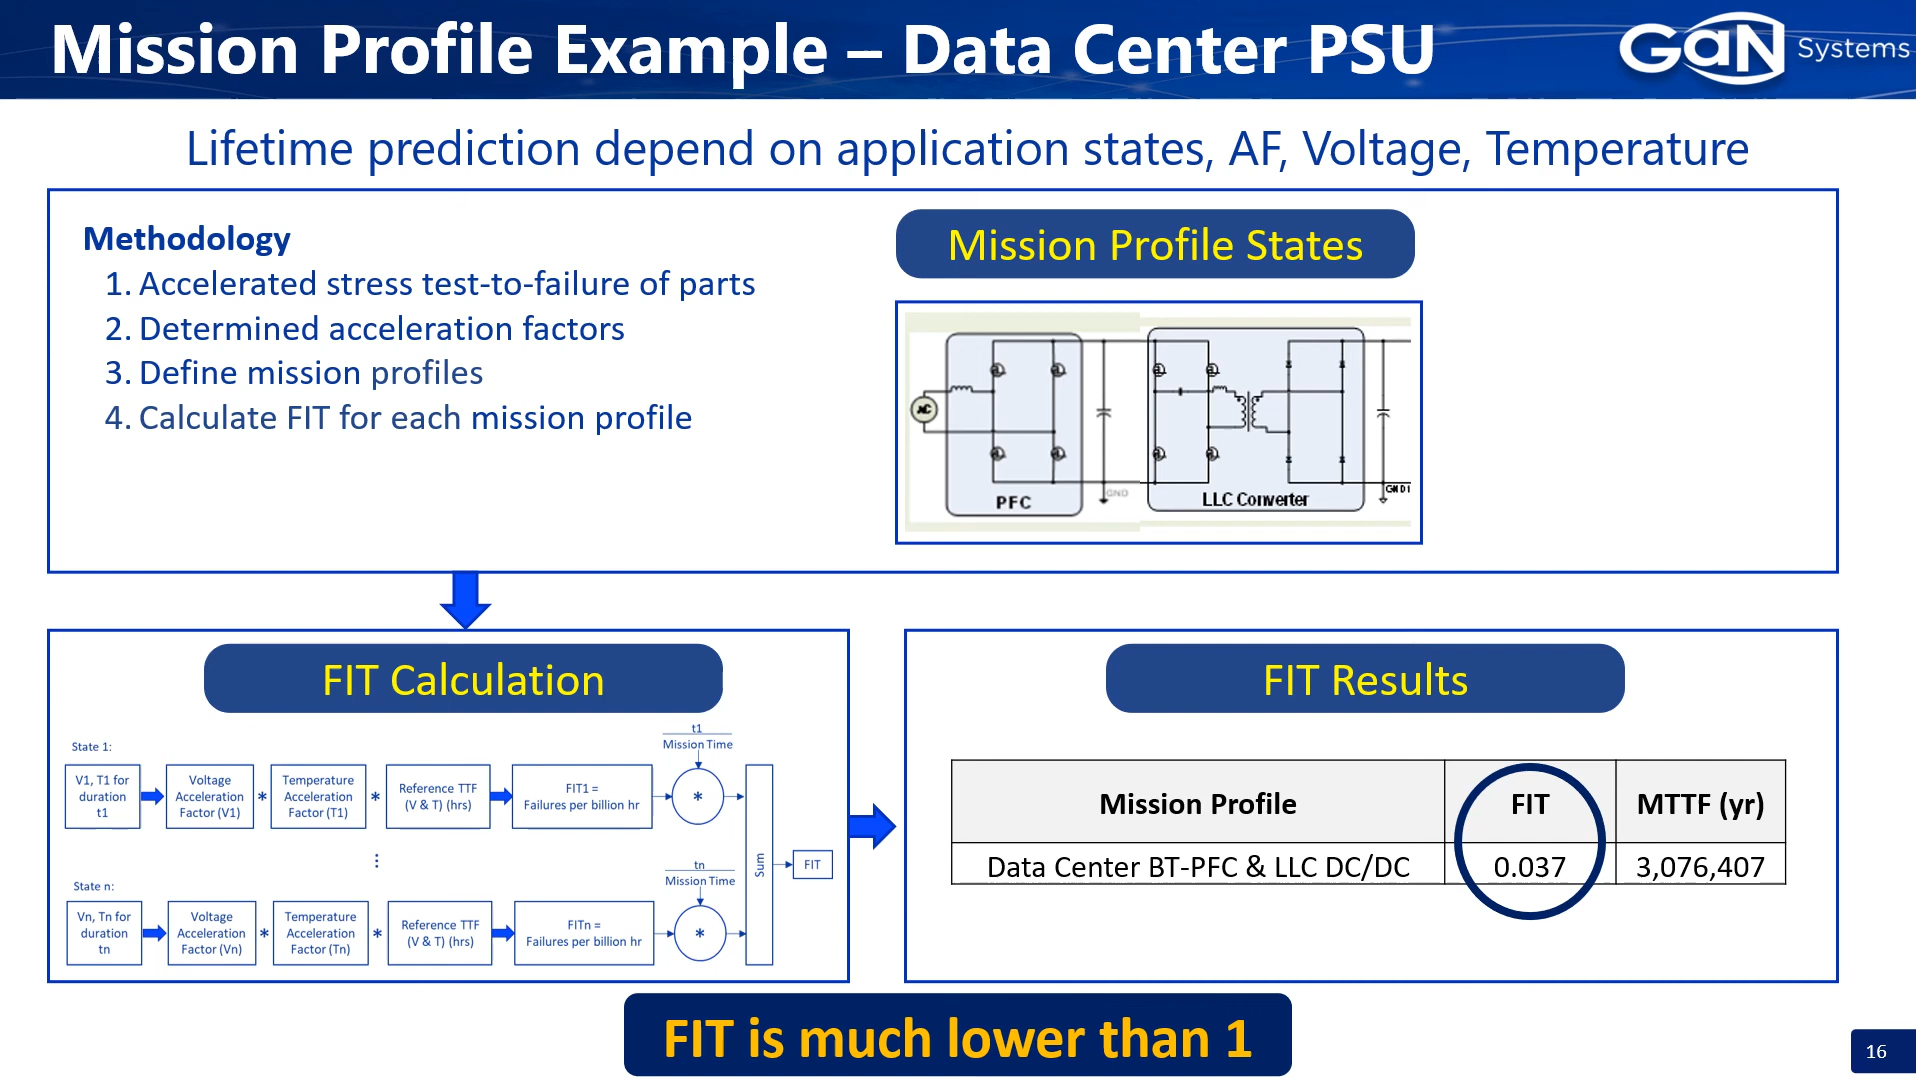 Mission Profile Example – Data Center PSU
GaN Systems
Lifetime prediction depend on application states, AF, Voltage, Temperature
Methodology
1. Accelerated stress test-to-failure of parts
2. Determined acceleration factors
3. Define mission profiles
4. Calculate FIT for each mission profile
Mission Profile States
AC
PFC
GND
LLC Converter
GND1
FIT Calculation
State 1:
V1, T1 for
duration
t1
Voltage
Acceleration
Factor (V1)
*
Temperature
Acceleration
Factor (T1)
*
Reference TTF
(V & T) (hrs)
FIT1 =
Failures per billion hr
t1
Mission Time
*
State n:
Vn, Tn for
duration
tn
Voltage
Acceleration
Factor (Vn)
*
Temperature
Acceleration
Factor (Tn)
*
Reference TTF
(V & T) (hrs)
FITn =
Failures per billion hr
tn
Mission Time
*
Sum
FIT
FIT Results
Mission Profile FIT MTTF (yr)
Data Center BT-PFC & LLC DC/DC 0.037 3,076,407
FIT is much lower than 1
16